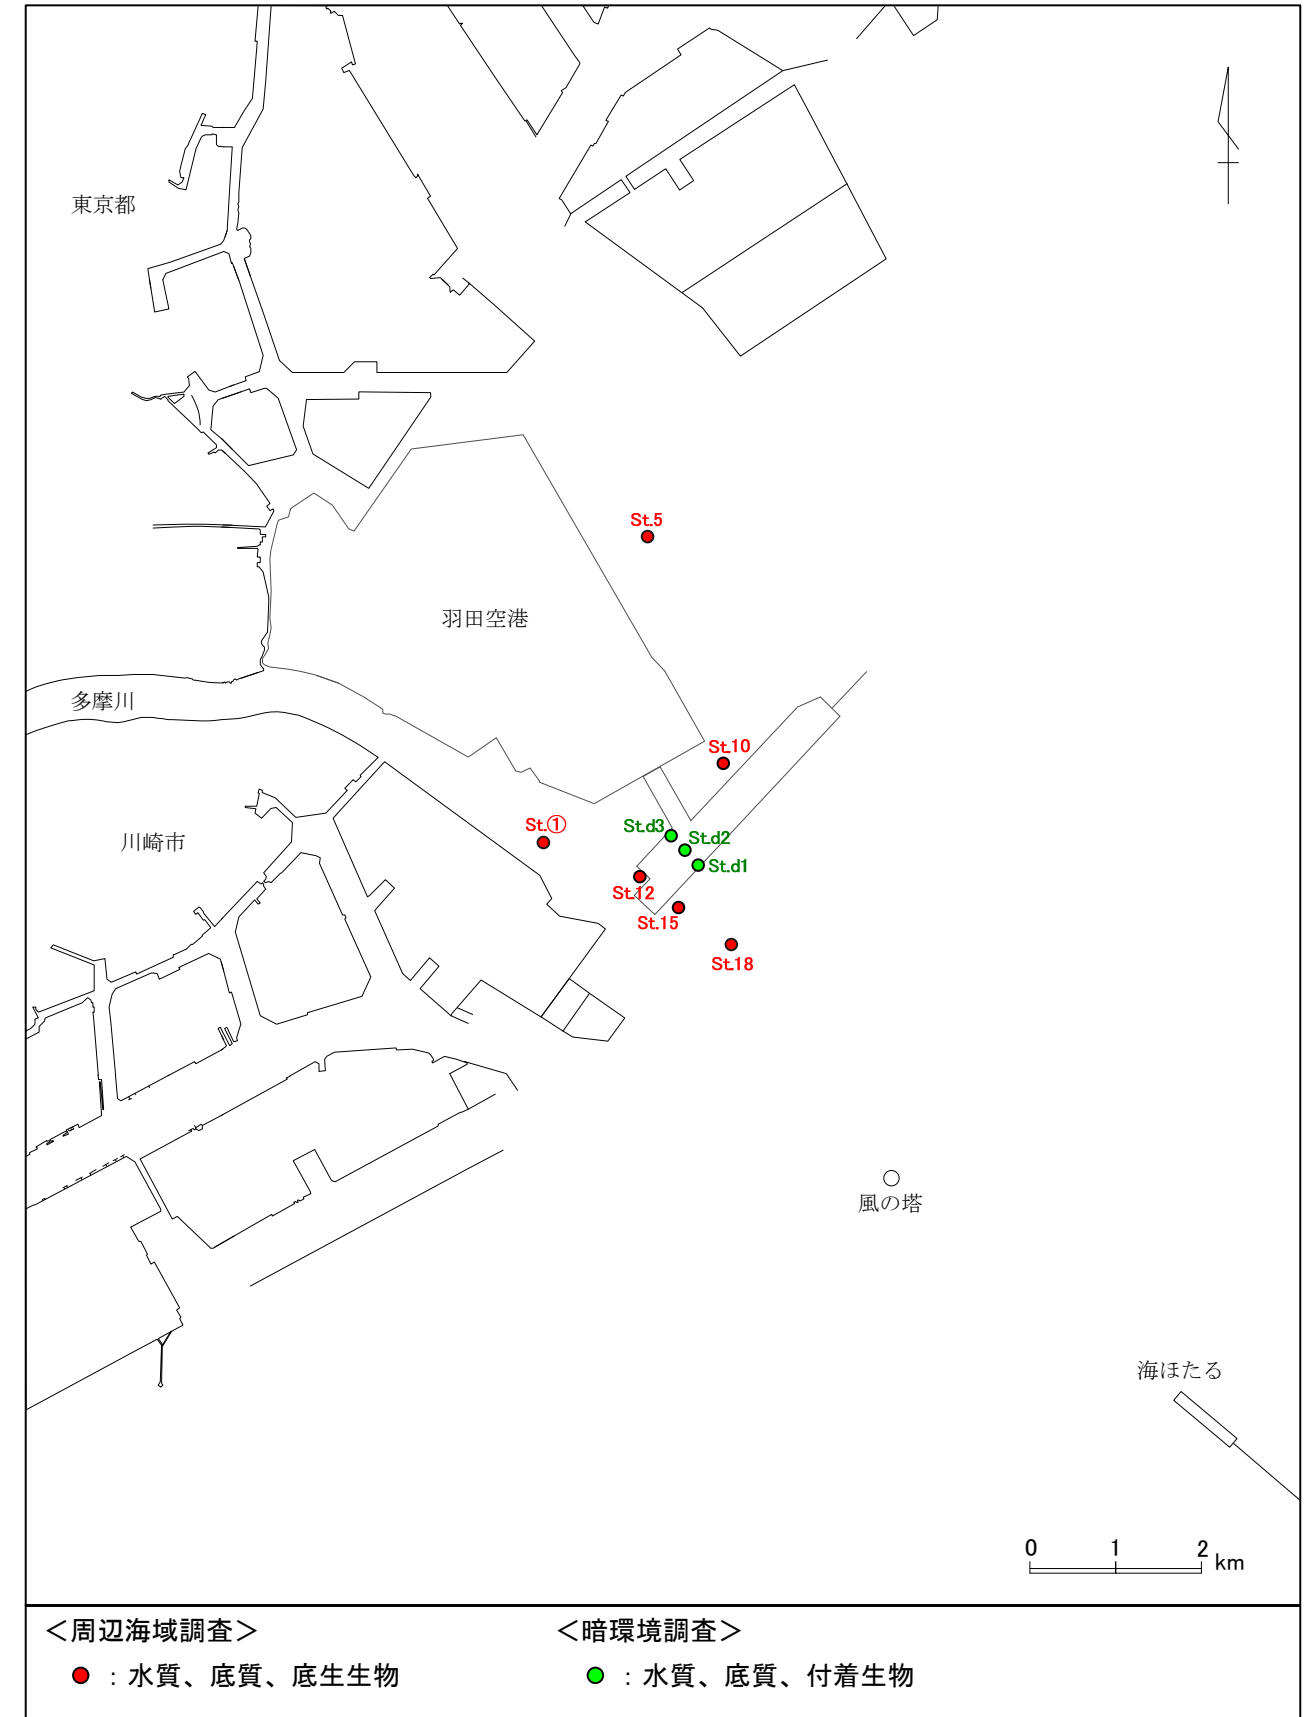 東京都
St.5
羽田空港
多摩川
St.10
St.①
St.d3
St.d2
川崎市
St.d1
St.12
St.15
St.18
風の塔
海ほたる
0 1 2 km
＜周辺海域調査＞
：水質、底質、底生生物
＜暗環境調査＞
：水質、底質、付着生物